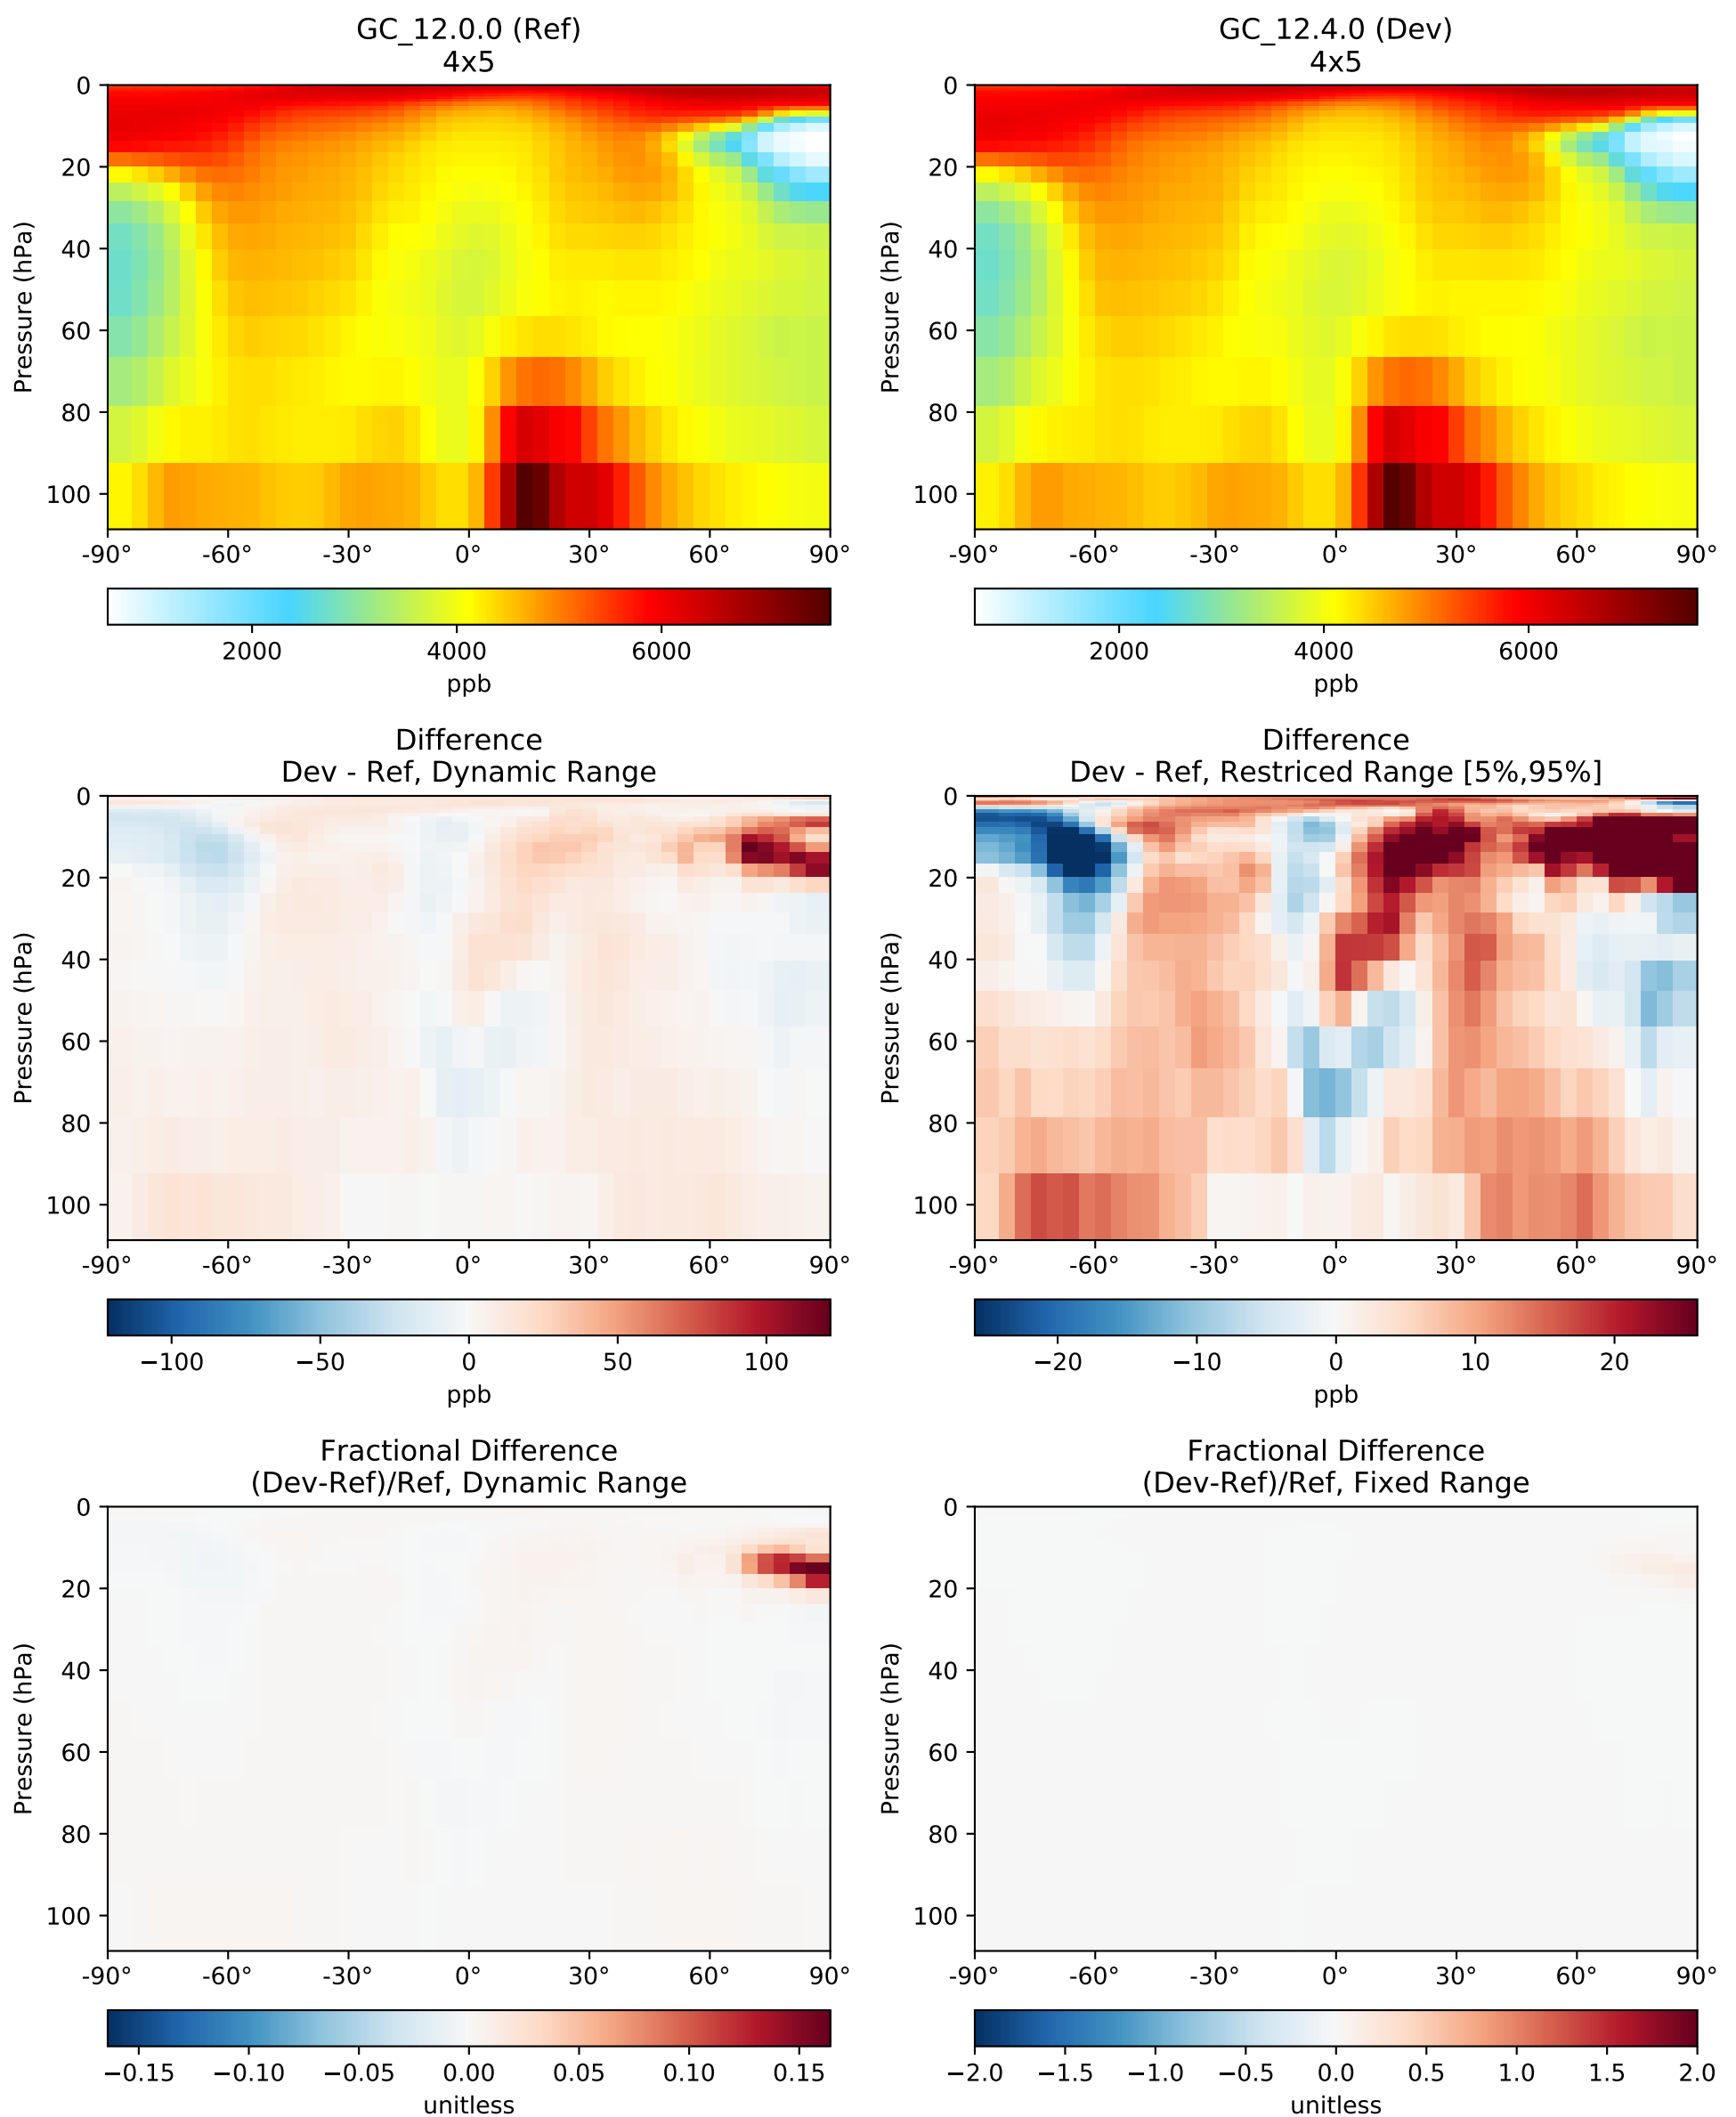 GC_12.0.0 (Ref)
4x5
0
20
40
60
80
100
Pressure (hPa)
-90° -60° -30° 0° 30° 60° 90°
2000 4000 6000
ppb
GC_12.4.0 (Dev)
4x5
0
20
40
60
80
100
Pressure (hPa)
-90° -60° -30° 0° 30° 60° 90°
2000 4000 6000
ppb
Difference
Dev - Ref, Dynamic Range
0
20
40
60
80
100
Pressure (hPa)
-90° -60° -30° 0° 30° 60° 90°
−100 −50 0 50 100
ppb
Difference
Dev - Ref, Restriced Range [5%,95%]
0
20
40
60
80
100
Pressure (hPa)
-90° -60° -30° 0° 30° 60° 90°
−20 −10 0 10 20
ppb
Fractional Difference
(Dev-Ref)/Ref, Dynamic Range
0
20
40
60
80
100
Pressure (hPa)
-90° -60° -30° 0° 30° 60° 90°
−0.15 −0.10 −0.05 0.00 0.05 0.10 0.15
unitless
Fractional Difference
(Dev-Ref)/Ref, Fixed Range
0
20
40
60
80
100
Pressure (hPa)
-90° -60° -30° 0° 30° 60° 90°
−2.0 −1.5 −1.0 −0.5 0.0 0.5 1.0 1.5 2.0
unitless